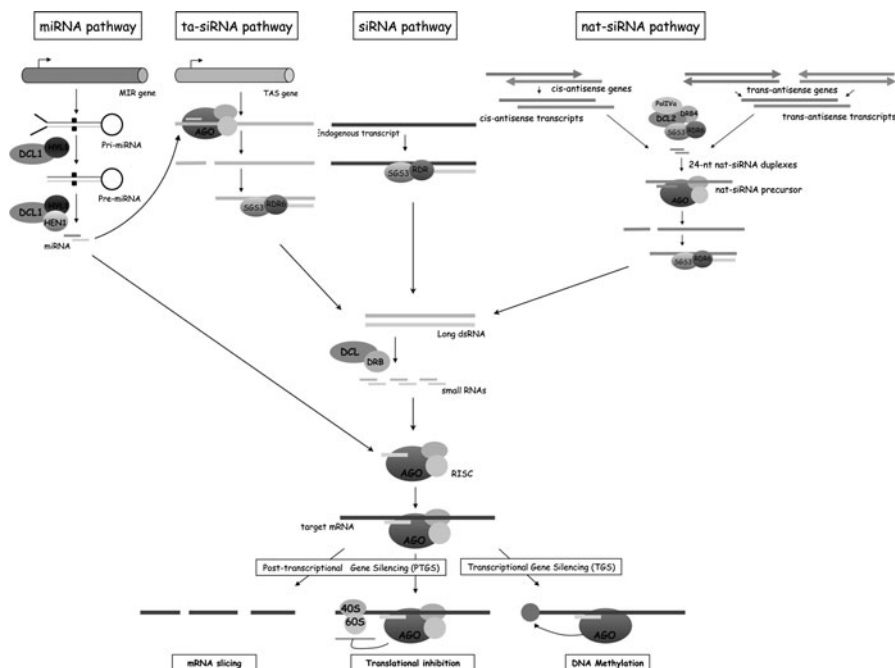 miRNA pathway
ta-siRNA pathway
siRNA pathway
nat-siRNA pathway
MIR gene
TAS gene
cis-antisense genes
trans-antisense genes
cis-antisense transcripts
trans-antisense transcripts
PolIVa
DCL2
DRB4
SGS3
RDR6
AGO
Endogenous transcript
Pri-miRNA
DCL1
HYL1
24-nt nat-siRNA duplexes
SGS3
RDR
nat-siRNA precursor
AGO
Pre-miRNA
DCL1
HYL1
HEN1
SGS3
RDR6
miRNA
SGS3
RDR6
Long dsRNA
DCL
DRB
small RNAs
AGO
RISC
target mRNA
AGO
Post-transcriptional Gene Silencing (PTGS)
Transcriptional Gene Silencing (TGS)
40S
60S
AGO
AGO
mRNA slicing
Translational inhibition
DNA Methylation